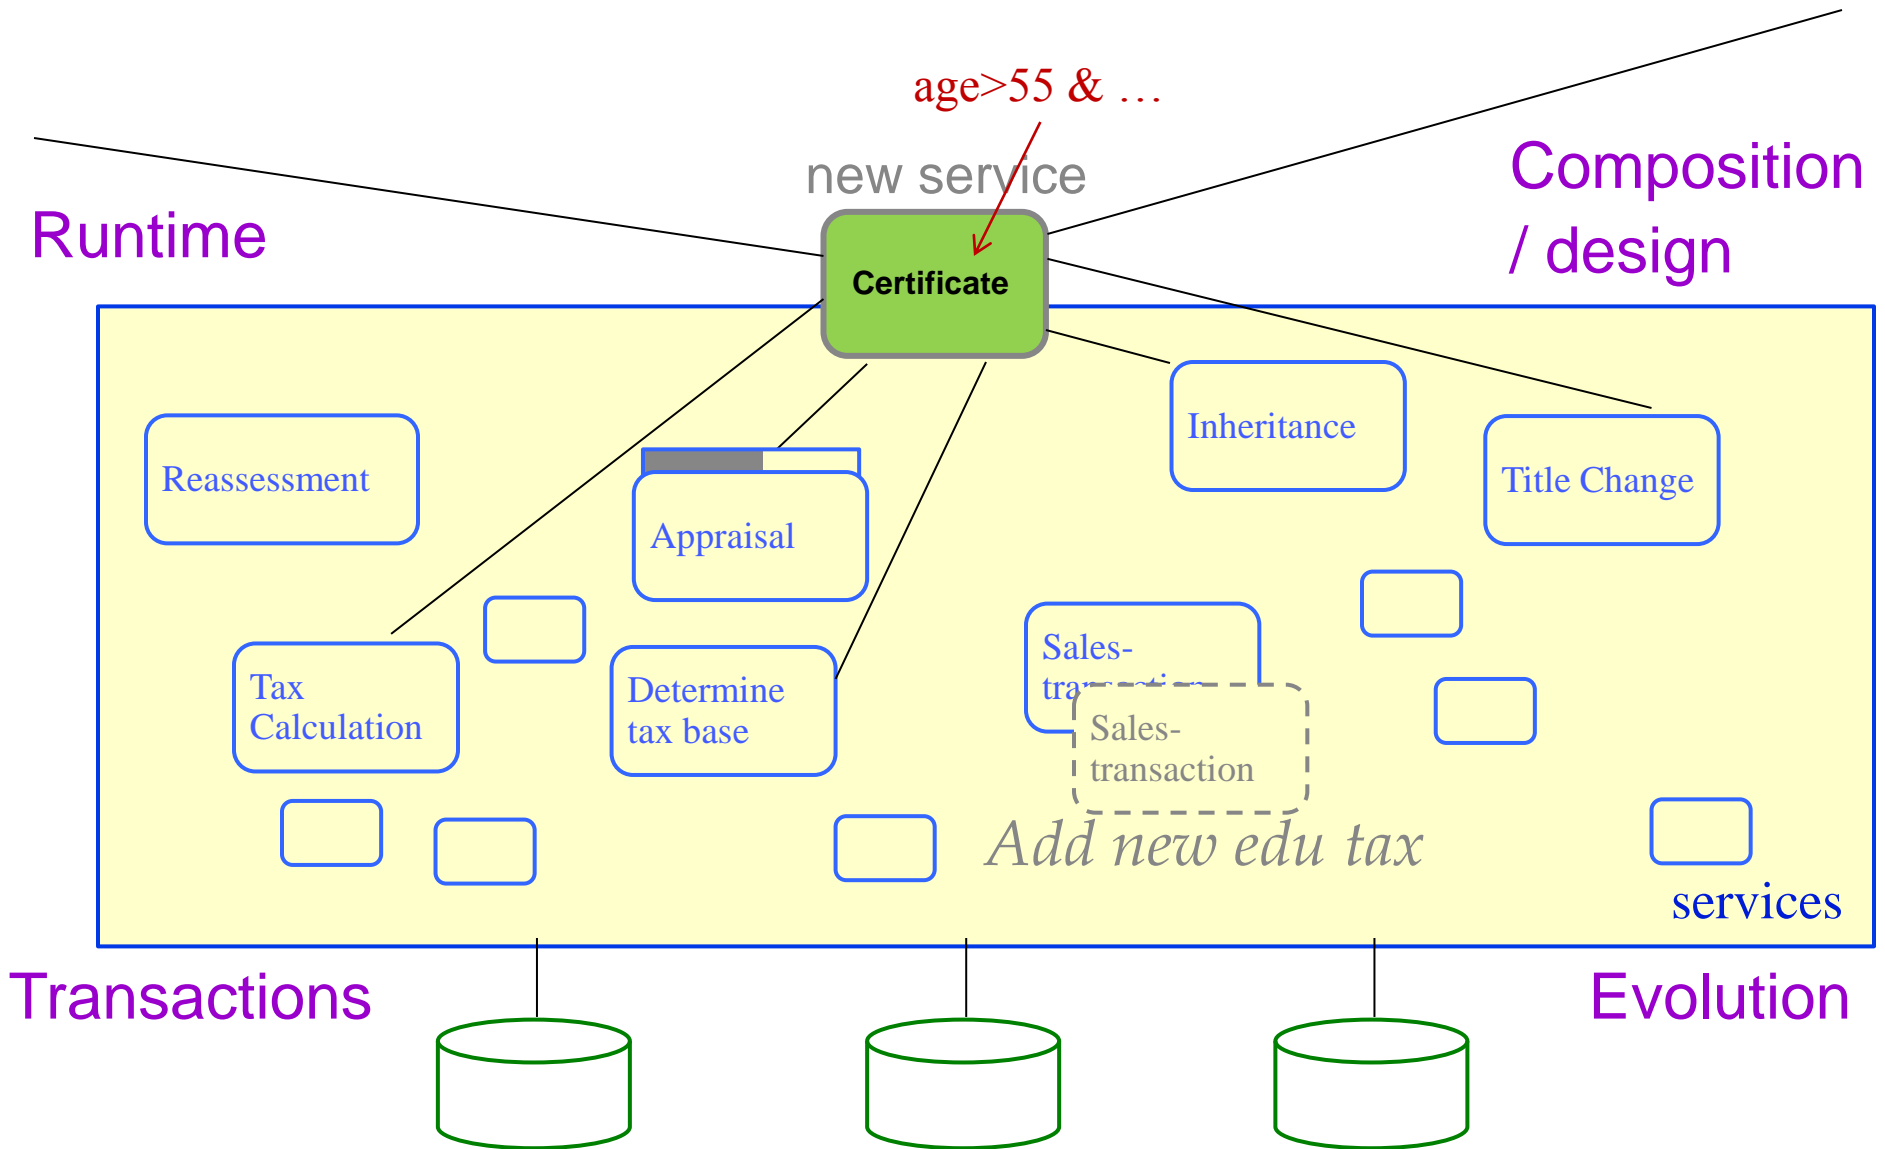 age>55 & …
new service
Composition
/ design
Runtime
Certificate
Inheritance
Reassessment
Title Change
Appraisal
Sales-
transaction
Tax
Calculation
Determine
tax base
Sales-
transaction
Add new edu tax
services
Transactions
Evolution